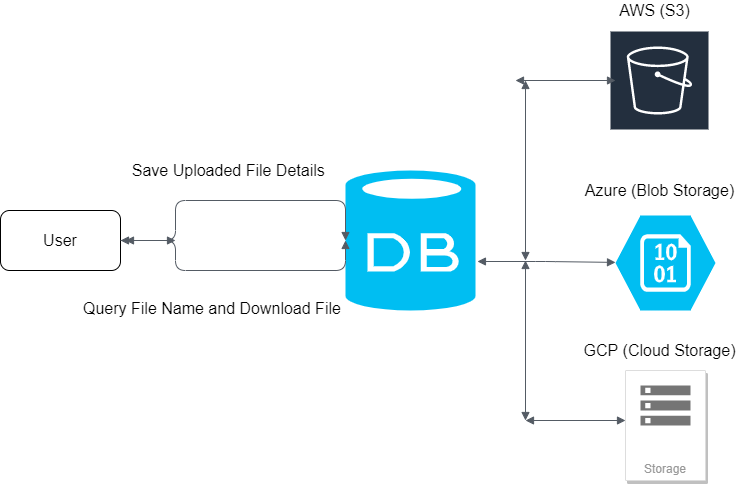 AWS (S3)
Save Uploaded File Details
Azure (Blob Storage)
User
DB
10
01
Query File Name and Download File
GCP (Cloud Storage)
Storage